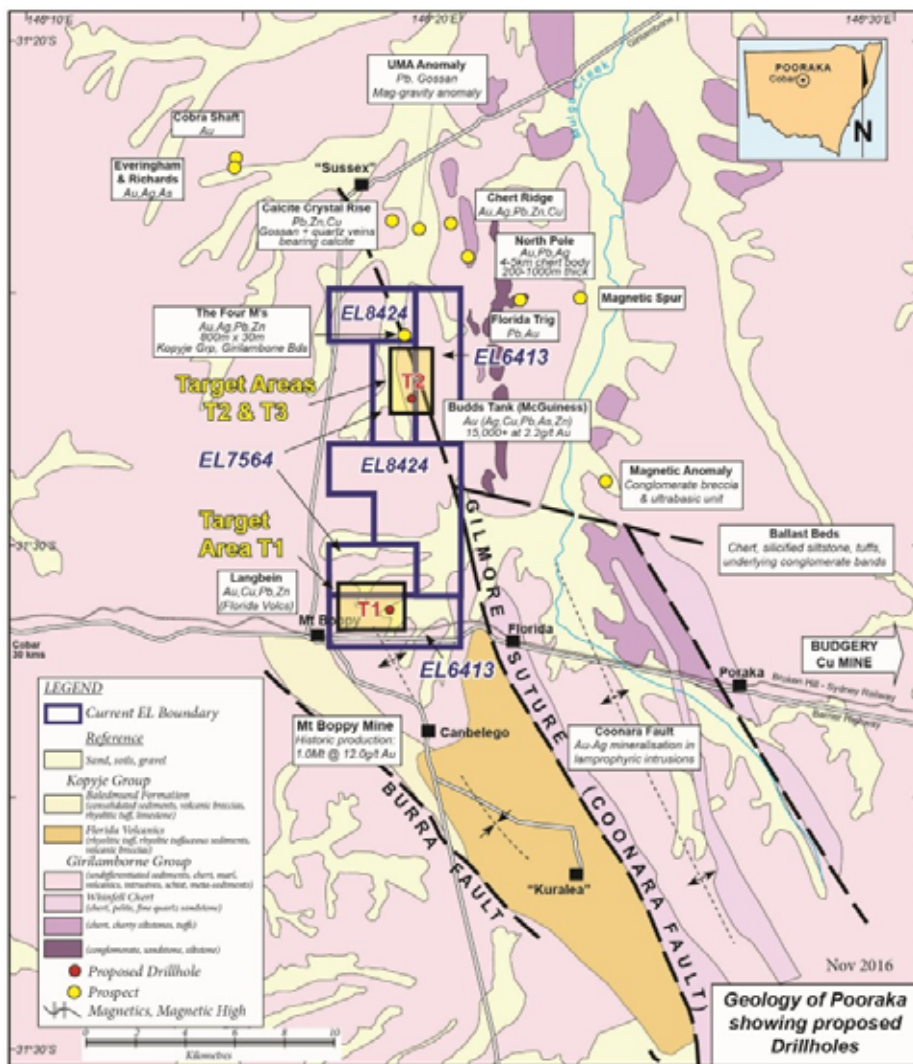 146°10'E
146°20'E
146°30'E
31°20'S
Girilambone
UMA Anomaly
Pb, Gossan
Mag-gravity anomaly
Mulga Creek
POORAKA
Cobar
N
Cobra Shaft
Au
Everingham
& Richards
Au,Ag,As
"Sussex"
Calcite Crystal Rise
Pb,Zn,Cu
Gossan + quartz veins
bearing calcite
Chert Ridge
Au,Ag,Pb,Zn,Cu
North Pole
Au,Pb,Ag
4-5km chert body
200-1000m thick
Magnetic Spur
Florida Trig
Pb,Au
The Four M's
Au,Ag,Pb,Zn
800m x 30m
Kopyje Grp, Girilambone Bds
EL8424
EL6413
Target Areas
T2 & T3
T2
Budds Tank (McGuiness)
Au (Ag,Cu,Pb,As,Zn)
15,000+ at 2.2g/t Au
EL7564
EL8424
Magnetic Anomaly
Conglomerate breccia
& ultrabasic unit
Target
Area T1
31°30'S
Ballast Beds
Chert, silicified siltstone, tuffs,
underlying conglomerate bands
Langbein
Au,Cu,Pb,Zn
(Florida Volcs)
T1
Mt Boppy
Cobar
30 kms
EL6413
Florida
GILMORE SUTURE (COONARA FAULT)
BUDGERY
Cu MINE
Poraka
Broken Hill - Sydney Railway
Barrier Highway
Mt Boppy Mine
Historic production:
1.0Mt @ 12.0g/t Au
Canbelego
Coonara Fault
Au-Ag mineralisation in
lamprophyric intrusions
BURRA FAULT
"Kuralea"
LEGEND
Current EL Boundary
Reference
Sand, soils, gravel
Kopyje Group
Baledmund Formation
(consolidated sediments, volcanic breccias,
rhyolitic tuff, limestone)
Florida Volcanics
(rhyolitic tuff, rhyolite tuffaceous sediments,
volcanic breccias)
Girilamborne Group
(undifferentiated sediments, chert, marl,
volcanics, intrusives, schist, meta-sediments)
Whinfell Chert
(chert, pelite, fine quartz sandstone)
(chert, cherty siltstones, tuffs)
(conglomerate, sandstone, siltstone)
Proposed Drillhole
Prospect
Magnetics, Magnetic High
0 2 4 6 8 10
Kilometres
Nov 2016
Geology of Pooraka
showing proposed
Drillholes